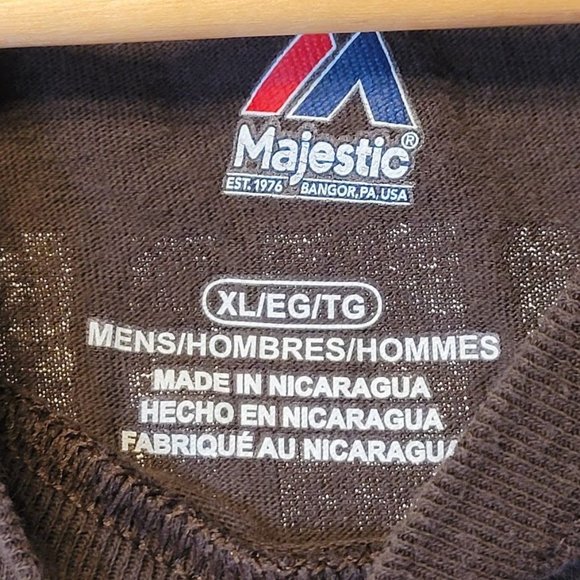 Majestic®
EST. 1976 BANGOR, PA, USA
XL/EG/TG
MENS/HOMBRES/HOMMES
MADE IN NICARAGUA
HECHO EN NICARAGUA
FABRIQUÉ AU NICARAGUA